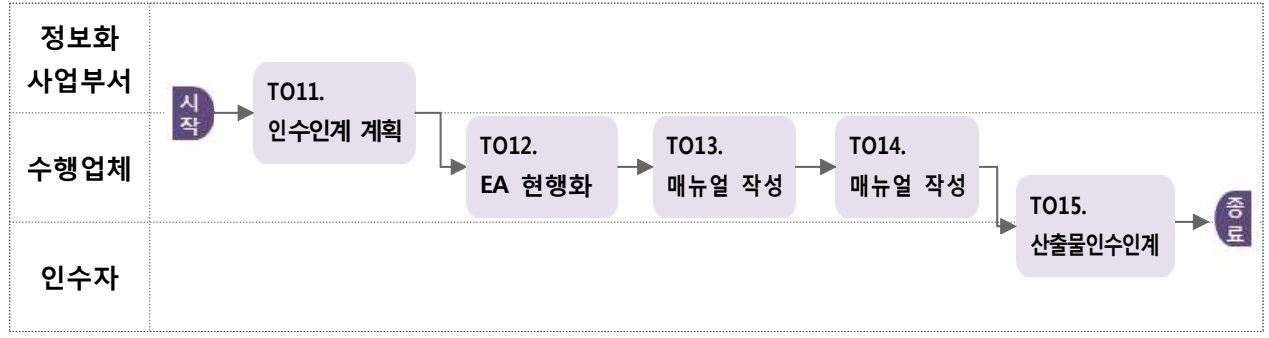 정보화
사업부서
시
작
TO11.
인수인계 계획
수행업체
TO12.
EA 현행화
TO13.
매뉴얼 작성
TO14.
매뉴얼 작성
TO15.
산출물인수인계
종
료
인수자